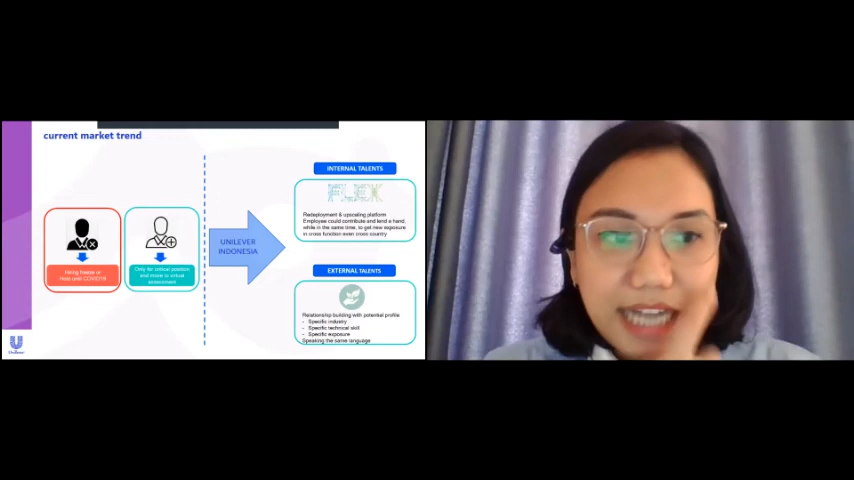 current market trend
Hiring freeze or
Hold until COVID19
Only for critical position
and move to virtual
assessment
UNILEVER
INDONESIA
INTERNAL TALENTS
FLEX
Redeployment & upscaling platform
Employee could contribute and lend a hand,
while in the same time, to get new exposure
in cross function even cross country
EXTERNAL TALENTS
Relationship building with potential profile
- Specific industry
- Specific technical skill
- Specific exposure
Speaking the same language
Unilever